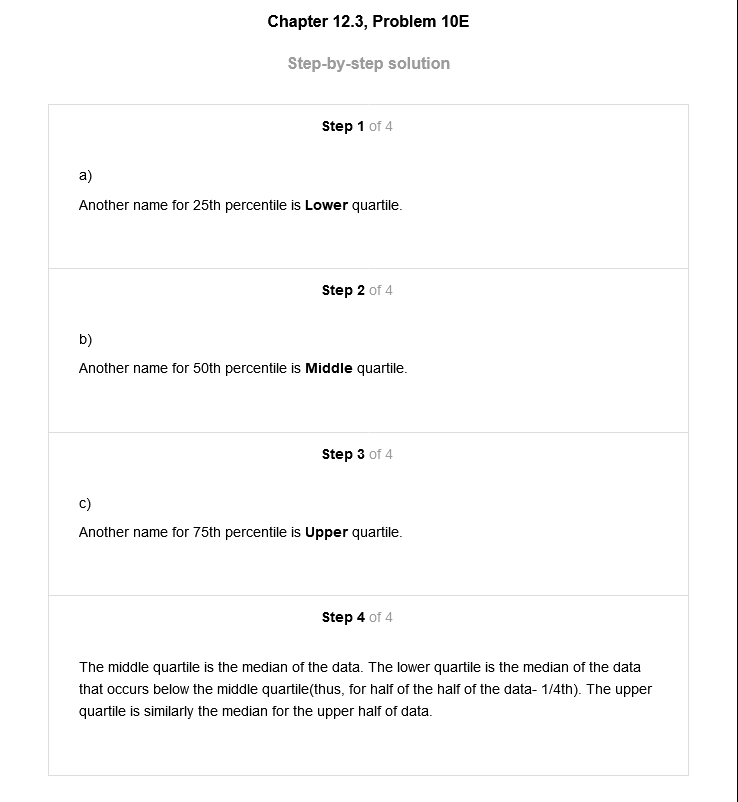 Chapter 12.3, Problem 10E
Step-by-step solution
Step 1 of 4
a)
Another name for 25th percentile is Lower quartile.
Step 2 of 4
b)
Another name for 50th percentile is Middle quartile.
Step 3 of 4
c)
Another name for 75th percentile is Upper quartile.
Step 4 of 4
The middle quartile is the median of the data. The lower quartile is the median of the data
that occurs below the middle quartile(thus, for half of the half of the data- 1/4th). The upper
quartile is similarly the median for the upper half of data.